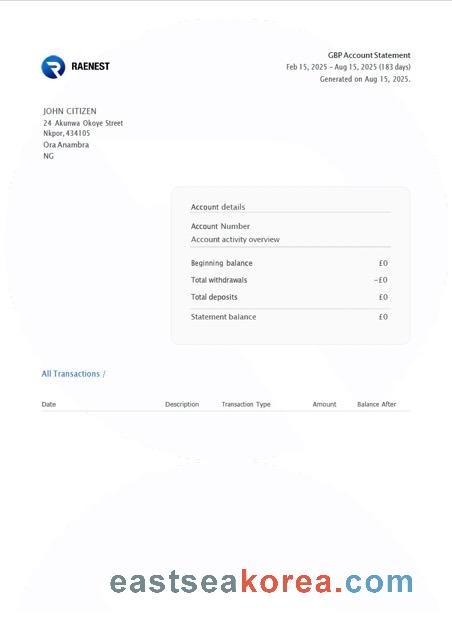 RAENEST
GBP Account Statement
Feb 15, 2025 – Aug 15, 2025 (183 days)
Generated on Aug 15, 2025.
JOHN CITIZEN
24 Akunwa Okoye Street
Nkpor, 434105
Ora Anambra
NG
Account details
Account Number
Account activity overview
Beginning balance £0
Total withdrawals –£0
Total deposits £0
Statement balance £0
All Transactions /
Date Description Transaction Type Amount Balance After
eastseakorea.com